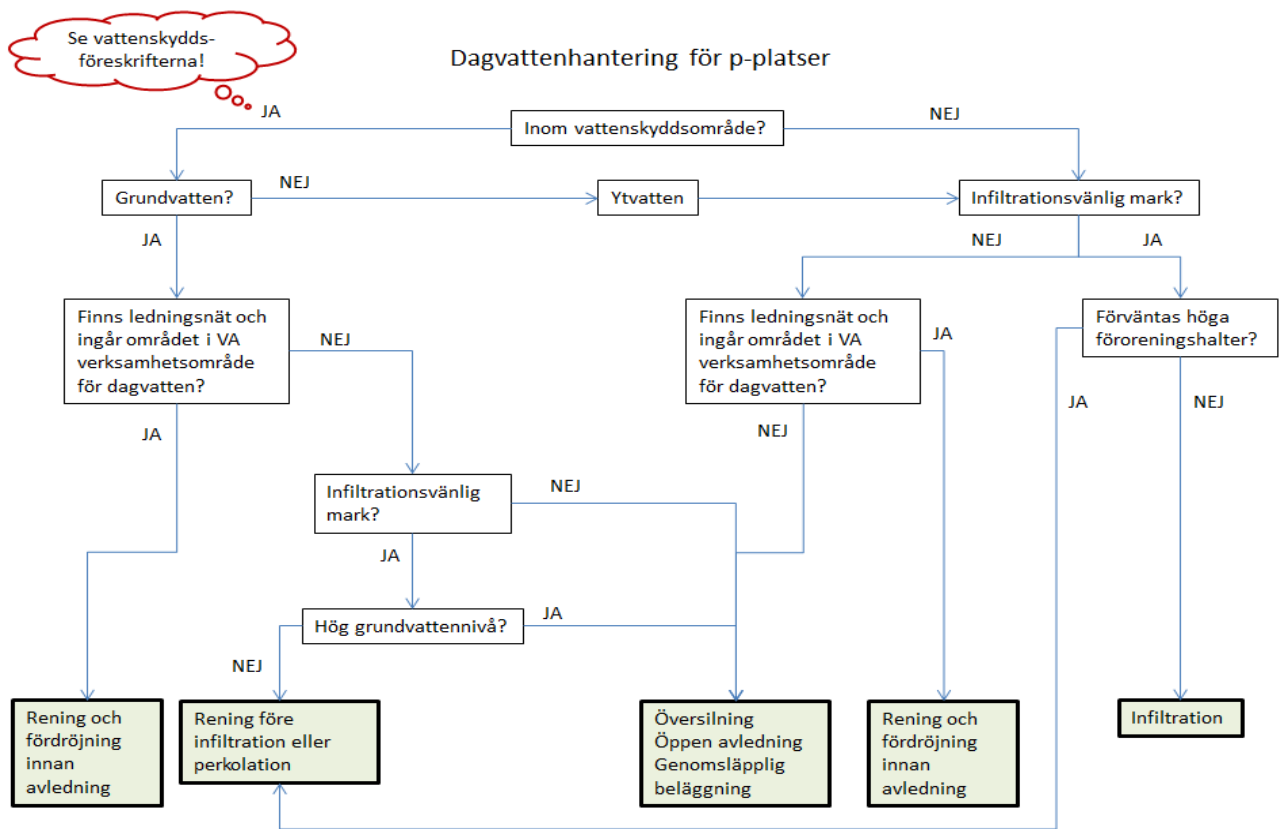 Se vattenskydds-
föreskrifterna!
Dagvattenhantering för p-platser
JA
NEJ
Inom vattenskyddsområde?
Grundvatten?
NEJ
Ytvatten
Infiltrationsvänlig mark?
JA
NEJ
JA
Finns ledningsnät och
ingår området i VA
verksamhetsområde
för dagvatten?
NEJ
Finns ledningsnät och
ingår området i VA
verksamhetsområde
för dagvatten?
JA
Förväntas höga
föroreningshalter?
JA
NEJ
JA
NEJ
Infiltrationsvänlig
mark?
NEJ
JA
Hög grundvattennivå?
JA
NEJ
Rening och
fördröjning
innan
avledning
Rening före
infiltration eller
perkolation
Översilning
Öppen avledning
Genomsläpplig
beläggning
Rening och
fördröjning
innan
avledning
Infiltration